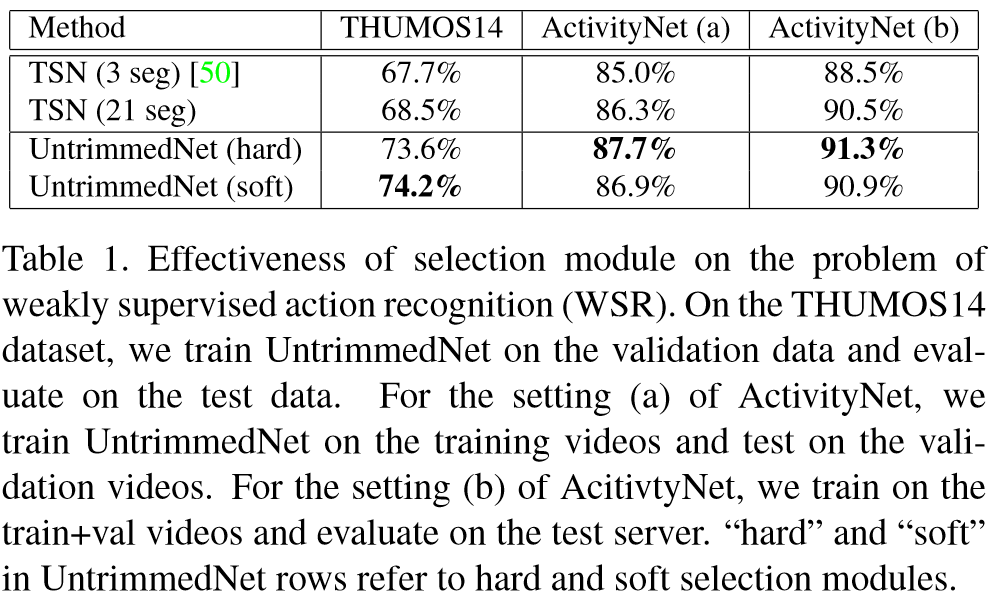 Method THUMOS14 ActivityNet (a) ActivityNet (b)
TSN (3 seg) [50] 67.7% 85.0% 88.5%
TSN (21 seg) 68.5% 86.3% 90.5%
UntrimmedNet (hard) 73.6% 87.7% 91.3%
UntrimmedNet (soft) 74.2% 86.9% 90.9%
Table 1. Effectiveness of selection module on the problem of
weakly supervised action recognition (WSR). On the THUMOS14
dataset, we train UntrimmedNet on the validation data and eval-
uate on the test data. For the setting (a) of ActivityNet, we
train UntrimmedNet on the training videos and test on the vali-
dation videos. For the setting (b) of AcitivtyNet, we train on the
train+val videos and evaluate on the test server. “hard” and “soft”
in UntrimmedNet rows refer to hard and soft selection modules.